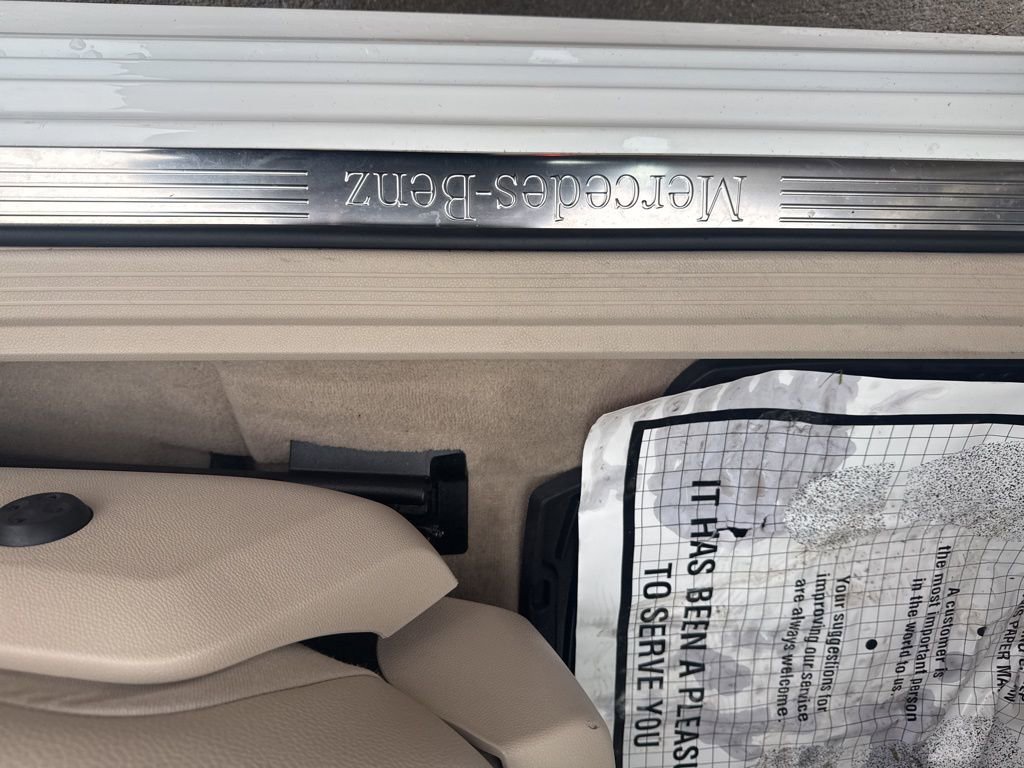 Mercedes-Benz
IT HAS BEEN A
TO SERVE YOU
Your suggestions for
improving our service
are always welcome.
A customer is
the most important person
in the world to us.
PAPER